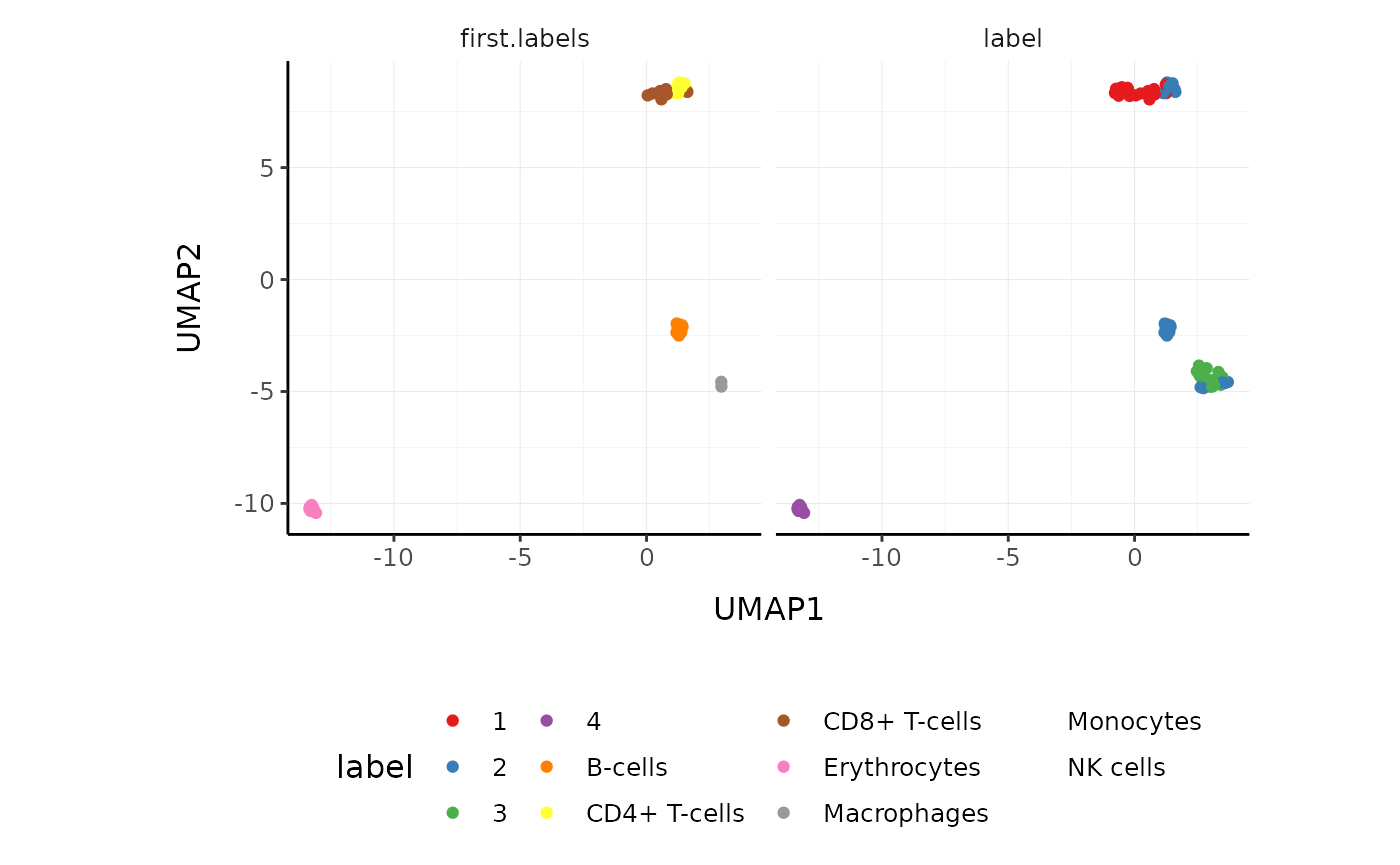 first.labels label
5
0
-5
-10
UMAP2
-10 -5 0 -10 -5 0
UMAP1
label
1 4 CD8+ T-cells Monocytes
2 B-cells Erythrocytes NK cells
3 CD4+ T-cells Macrophages